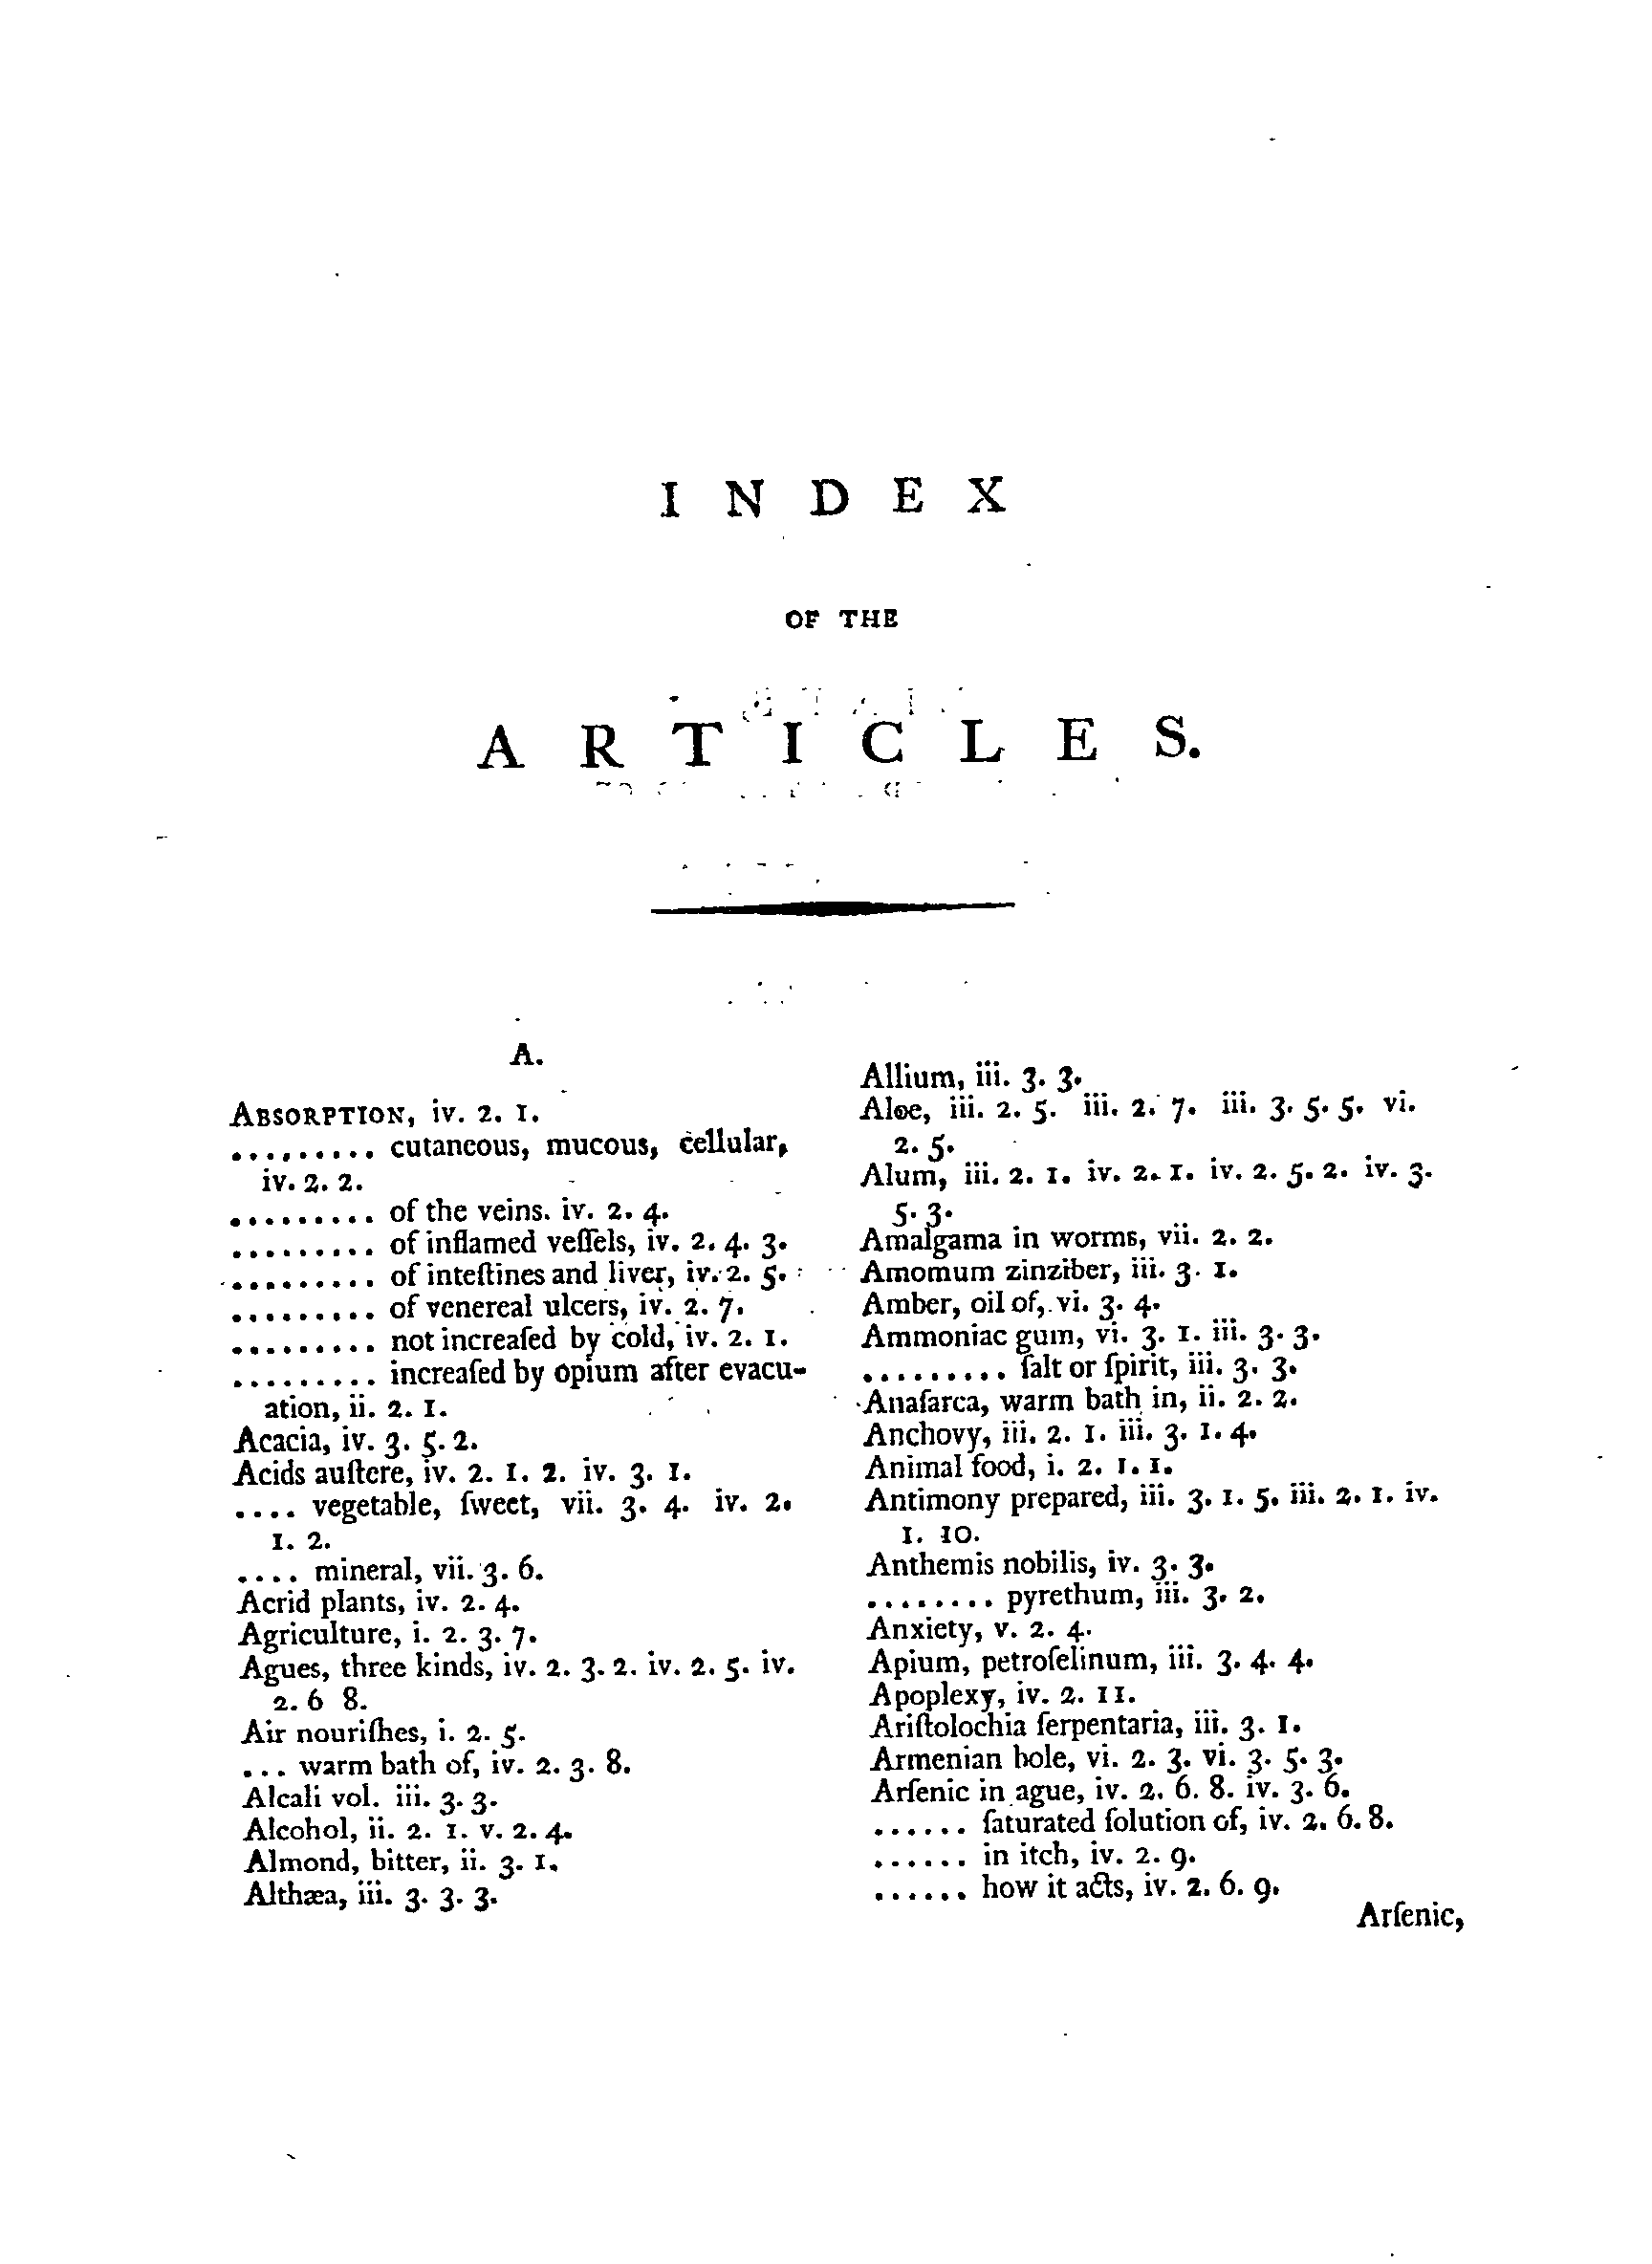 INDEX
OF THE
ARTICLES.
A.
ABSORPTION, iv. 2. 1.
......... cutaneous, mucous, cellular,
iv. 2. 2.
......... of the veins. iv. 2. 4.
......... of inflamed veſſels, iv. 2. 4. 3.
......... of inteſtines and liver, iv. 2. 5.
......... of venereal ulcers, iv. 2. 7.
......... not increaſed by cold, iv. 2. 1.
......... increaſed by opium after evacu-
ation, ii. 2. 1.
Acacia, iv. 3. 5. 2.
Acids auſtere, iv. 2. 1. 2. iv. 3. 1.
.... vegetable, ſweet, vii. 3. 4. iv. 2.
1. 2.
.... mineral, vii. 3. 6.
Acrid plants, iv. 2. 4.
Agriculture, i. 2. 3. 7.
Agues, three kinds, iv. 2. 3. 2. iv. 2. 5. iv.
2. 6 8.
Air nouriſhes, i. 2. 5.
... warm bath of, iv. 2. 3. 8.
Alcali vol. iii. 3. 3.
Alcohol, ii. 2. 1. v. 2. 4.
Almond, bitter, ii. 3. 1.
Althæa, iii. 3. 3. 3.
Allium, iii. 3. 3.
Aloe, iii. 2. 5. iii. 2. 7. iii. 3. 5. 5. vi.
2. 5.
Alum, iii. 2. 1. iv. 2. 1. iv. 2. 5. 2. iv. 3.
5. 3.
Amalgama in worms, vii. 2. 2.
Amomum zinziber, iii. 3. 1.
Amber, oil of, vi. 3. 4.
Ammoniac gum, vi. 3. 1. iii. 3. 3.
......... ſalt or ſpirit, iii. 3. 3.
Anaſarca, warm bath in, ii. 2. 2.
Anchovy, iii. 2. 1. iii. 3. 1. 4.
Animal food, i. 2. 1. 1.
Antimony prepared, iii. 3. 1. 5. iii. 2. 1. iv.
1. 10.
Anthemis nobilis, iv. 3. 3.
........ pyrethum, iii. 3. 2.
Anxiety, v. 2. 4.
Apium, petroſelinum, iii. 3. 4. 4.
Apoplexy, iv. 2. 11.
Ariſtolochia ſerpentaria, iii. 3. 1.
Armenian bole, vi. 2. 3. vi. 3. 5. 3.
Arſenic in ague, iv. 2. 6. 8. iv. 3. 6.
...... ſaturated ſolution of, iv. 2. 6. 8.
...... in itch, iv. 2. 9.
...... how it acts, iv. 2. 6. 9.
Arſenic,